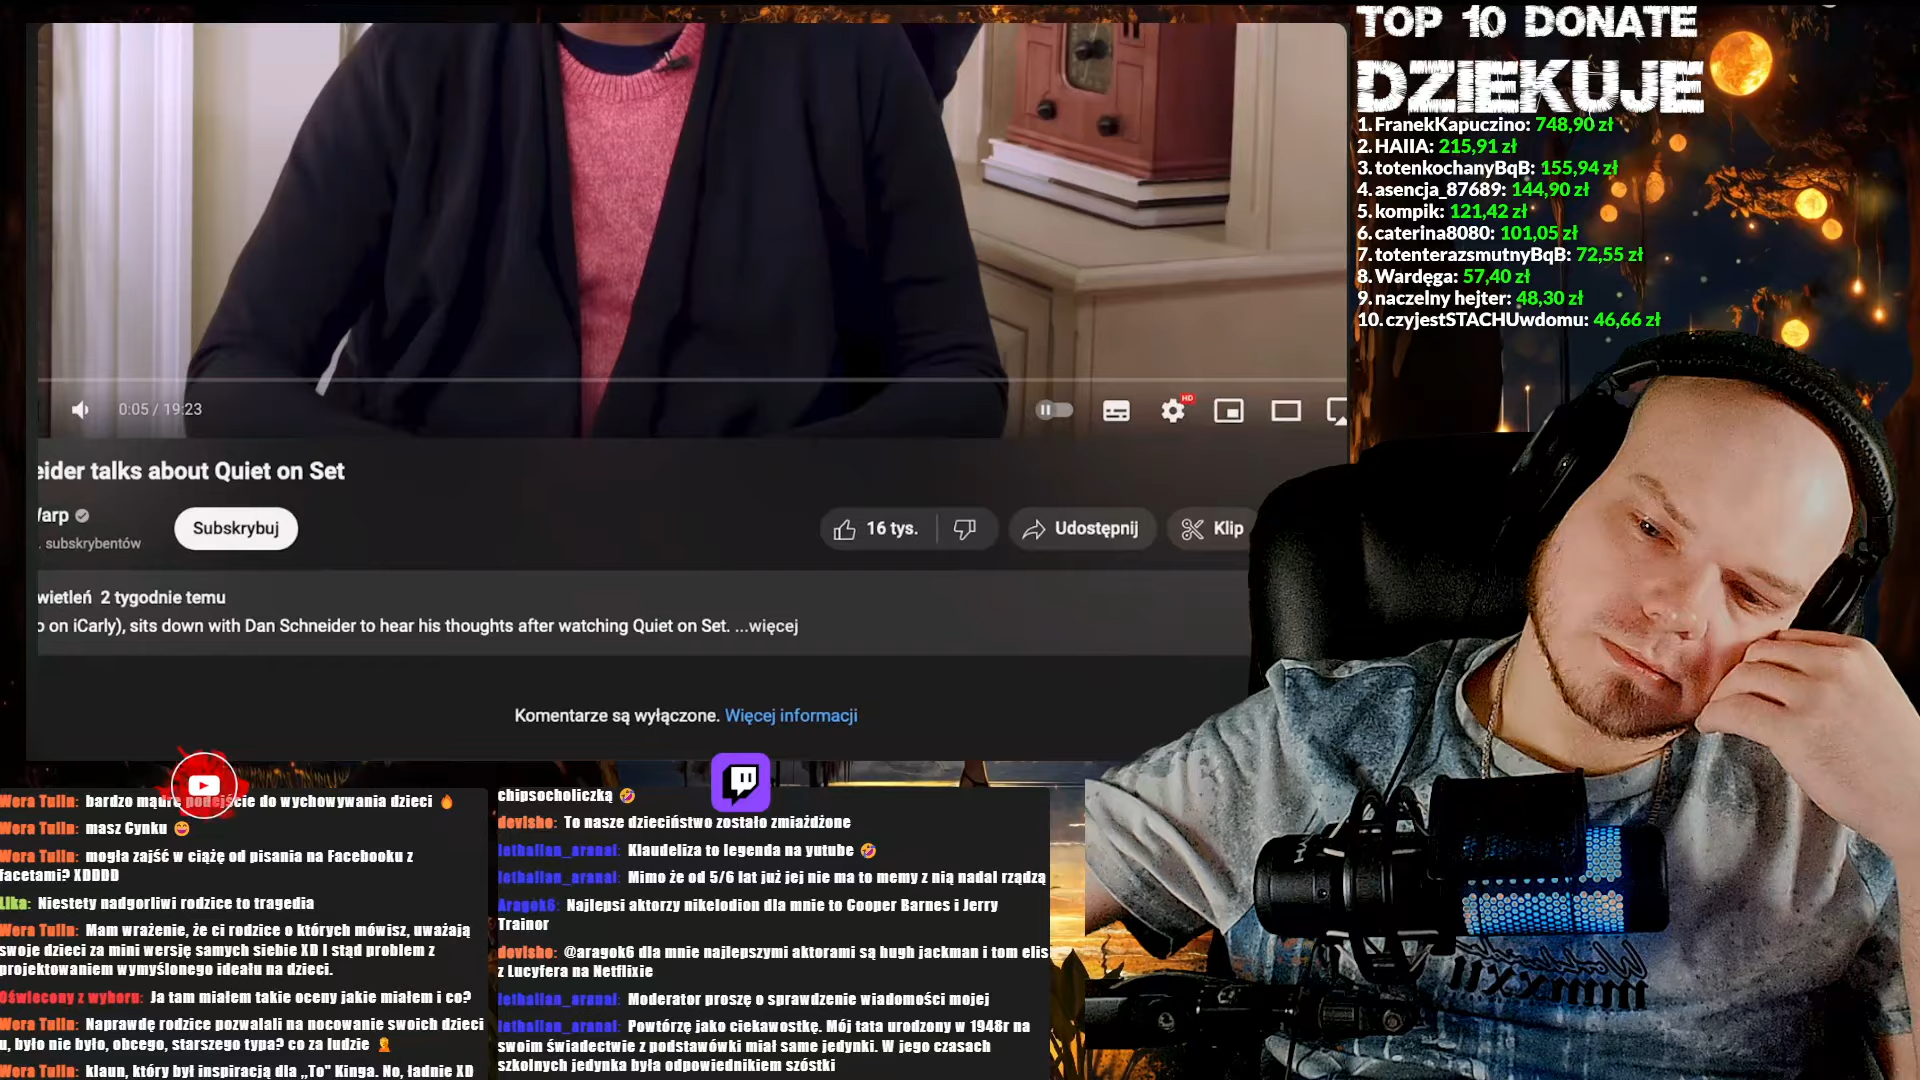 TOP 10 DONATE
DZIEKUJE
1. FranekKapuczino: 748,90 zł
2. HAIIA: 215,91 zł
3. totenkochanyBqB: 155,94 zł
4. asencja_87689: 144,90 zł
5. kompik: 121,42 zł
6. caterina8080: 101,05 zł
7. totenterazsmutnyBqB: 72,55 zł
8. Wardęga: 57,40 zł
9. naczelny hejter: 48,30 zł
10. czyjestSTACHUwdomu: 46,66 zł
0:05 / 19:23
HD
eider talks about Quiet on Set
Warp
Subskrybuj
16 tys.
Udostępnij
Klip
. subskrybentów
wietleń 2 tygodnie temu
o on iCarly), sits down with Dan Schneider to hear his thoughts after watching Quiet on Set. ...więcej
Komentarze są wyłączone. Więcej informacji
Wera Tulin: bardzo mądre podejście do wychowywania dzieci 🔥
Wera Tulin: masz Cynku 😄
Wera Tulin: mogła zajść w ciążę od pisania na Facebooku z
facetami? XDDDD
Lika: Niestety nadgorliwi rodzice to tragedia
Wera Tulin: Mam wrażenie, że ci rodzice o których mówisz, uważają
swoje dzieci za mini wersję samych siebie XD I stąd problem z
projektowaniem wymyślonego ideału na dzieci.
Oświecony z wyboru: Ja tam miałem takie oceny jakie miałem i co?
Wera Tulin: Naprawdę rodzice pozwalali na nocowanie swoich dzieci
u, było nie było, obcego, starszego typa? co za ludzie 🤦
Wera Tulin: klaun, który był inspiracją dla ,,To" Kinga. No, ładnie XD
chipsocholiczką 🤣
devisho: To nasze dzieciństwo zostało zmiażdżone
lethalian_aranai: Klaudeliza to legenda na yutube 🤣
lethalian_aranai: Mimo że od 5/6 lat już jej nie ma to memy z nią nadal rządzą
Aragok6: Najlepsi aktorzy nikelodion dla mnie to Cooper Barnes i Jerry
Trainor
devisho: @aragok6 dla mnie najlepszymi aktorami są hugh jackman i tom elis
z Lucyfera na Netflixie
lethalian_aranai: Moderator proszę o sprawdzenie wiadomości mojej
lethalian_aranai: Powtórzę jako ciekawostkę. Mój tata urodzony w 1948r na
swoim świadectwie z podstawówki miał same jedynki. W jego czasach
szkolnych jedynka była odpowiednikiem szóstki